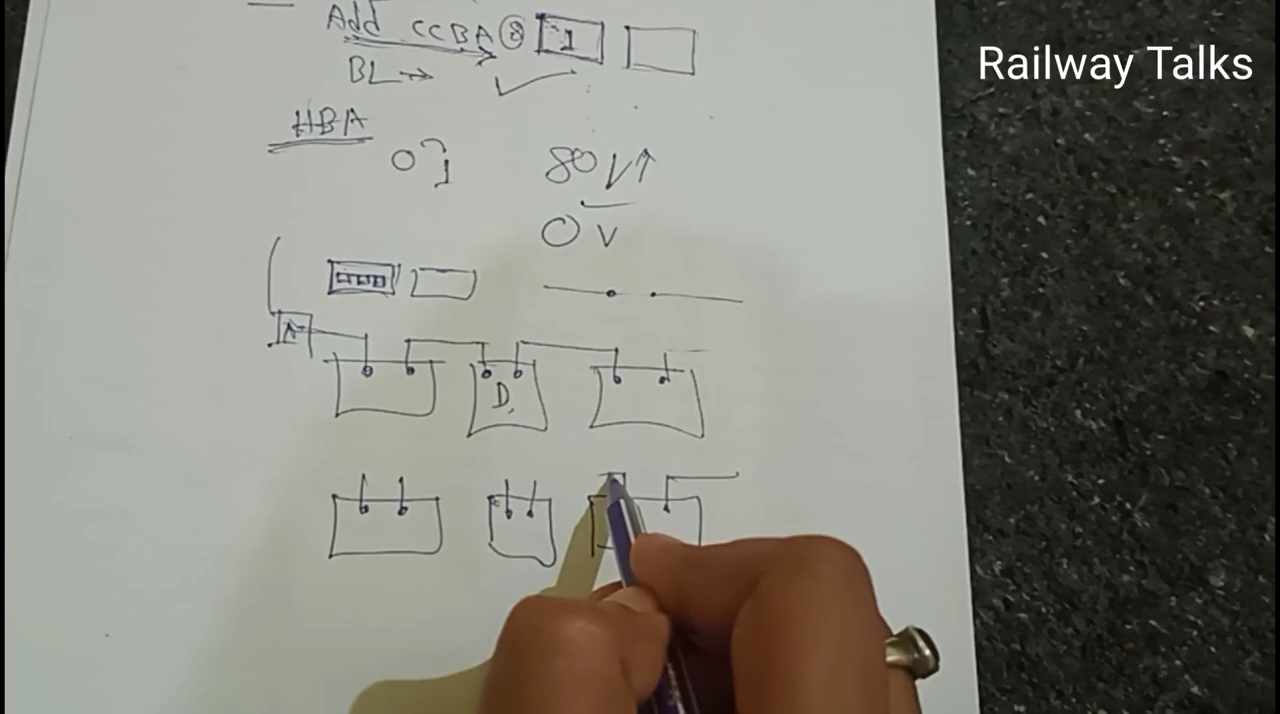 Add CCBA 8 1
Railway Talks
BL →
HBA
0 1 80 V↑
0 V
A
D,